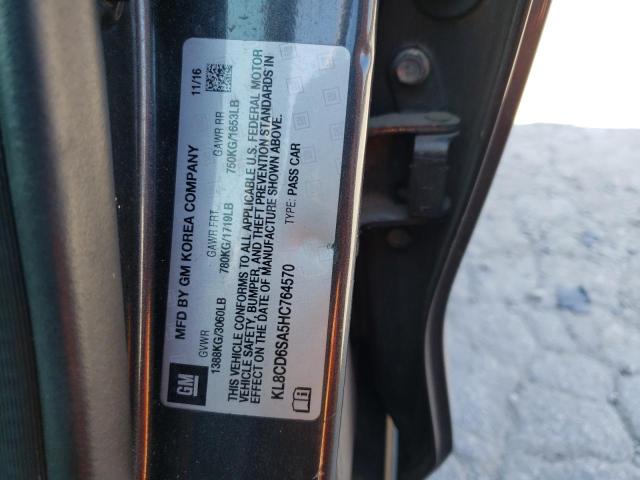 GM
MFD BY GM KOREA COMPANY 11/16
GVWR GAWR FRT GAWR RR
1388KG/3060LB 780KG/1719LB 750KG/1653LB
THIS VEHICLE CONFORMS TO ALL APPLICABLE U.S. FEDERAL MOTOR
VEHICLE SAFETY, BUMPER, AND THEFT PREVENTION STANDARDS IN
EFFECT ON THE DATE OF MANUFACTURE SHOWN ABOVE.
KL8CD6SA5HC764570 TYPE: PASS CAR